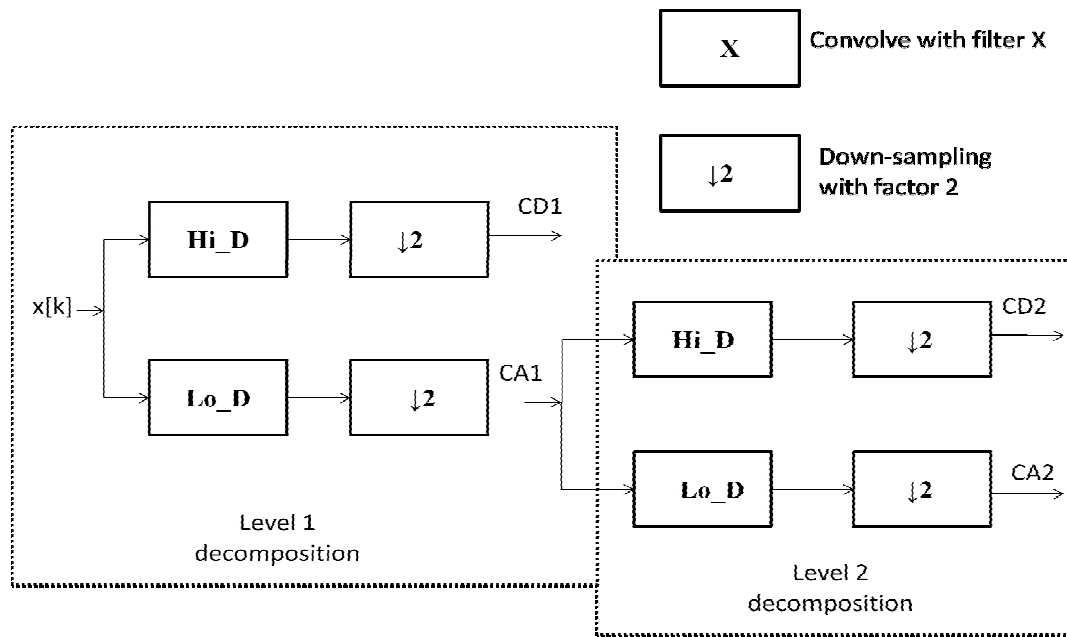 X
Convolve with filter X
↓2
Down-sampling
with factor 2
x[k]
Hi_D
↓2
CD1
Lo_D
↓2
CA1
Level 1
decomposition
Hi_D
↓2
CD2
Lo_D
↓2
CA2
Level 2
decomposition